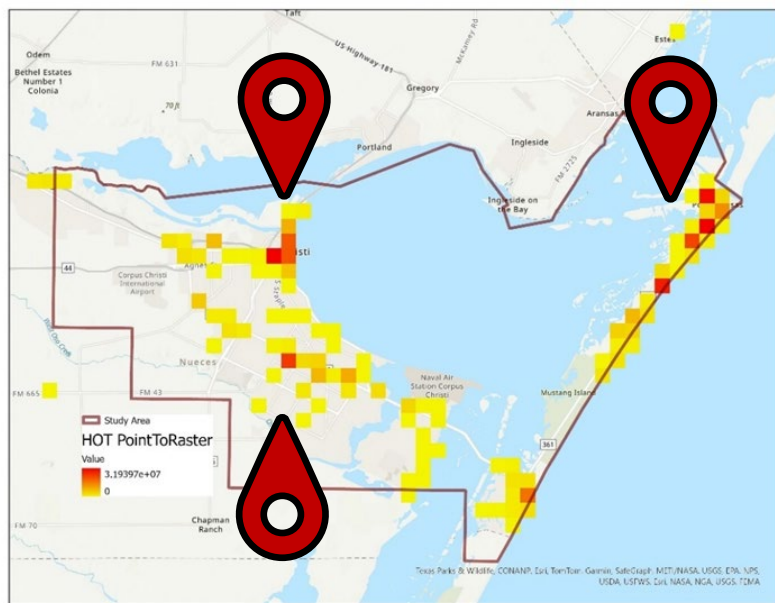 Taft
Odem
Bethel Estates
Number 1
Colonia
FM 631
US Highway 181
McKamey Rd
Estes
79 ft
Gregory
Aransas
Portland
Ingleside
FM 2725
Ingleside on
the Bay
isti
44
Corpus Christi
International
Airport
Nueces
Naval Air
Station Corpus
Christi
FM 665
FM 43
Mustang Island
361
Study Area
HOT PointToRaster
Value
3.19397e+07
0
FM 70
Chapman
Ranch
Texas Parks & Wildlife, CONANP, Esri, TomTom, Garmin, SafeGraph, METI/NASA, USGS, EPA, NPS,
USDA, USFWS, Esri, NASA, NGA, USGS, FEMA